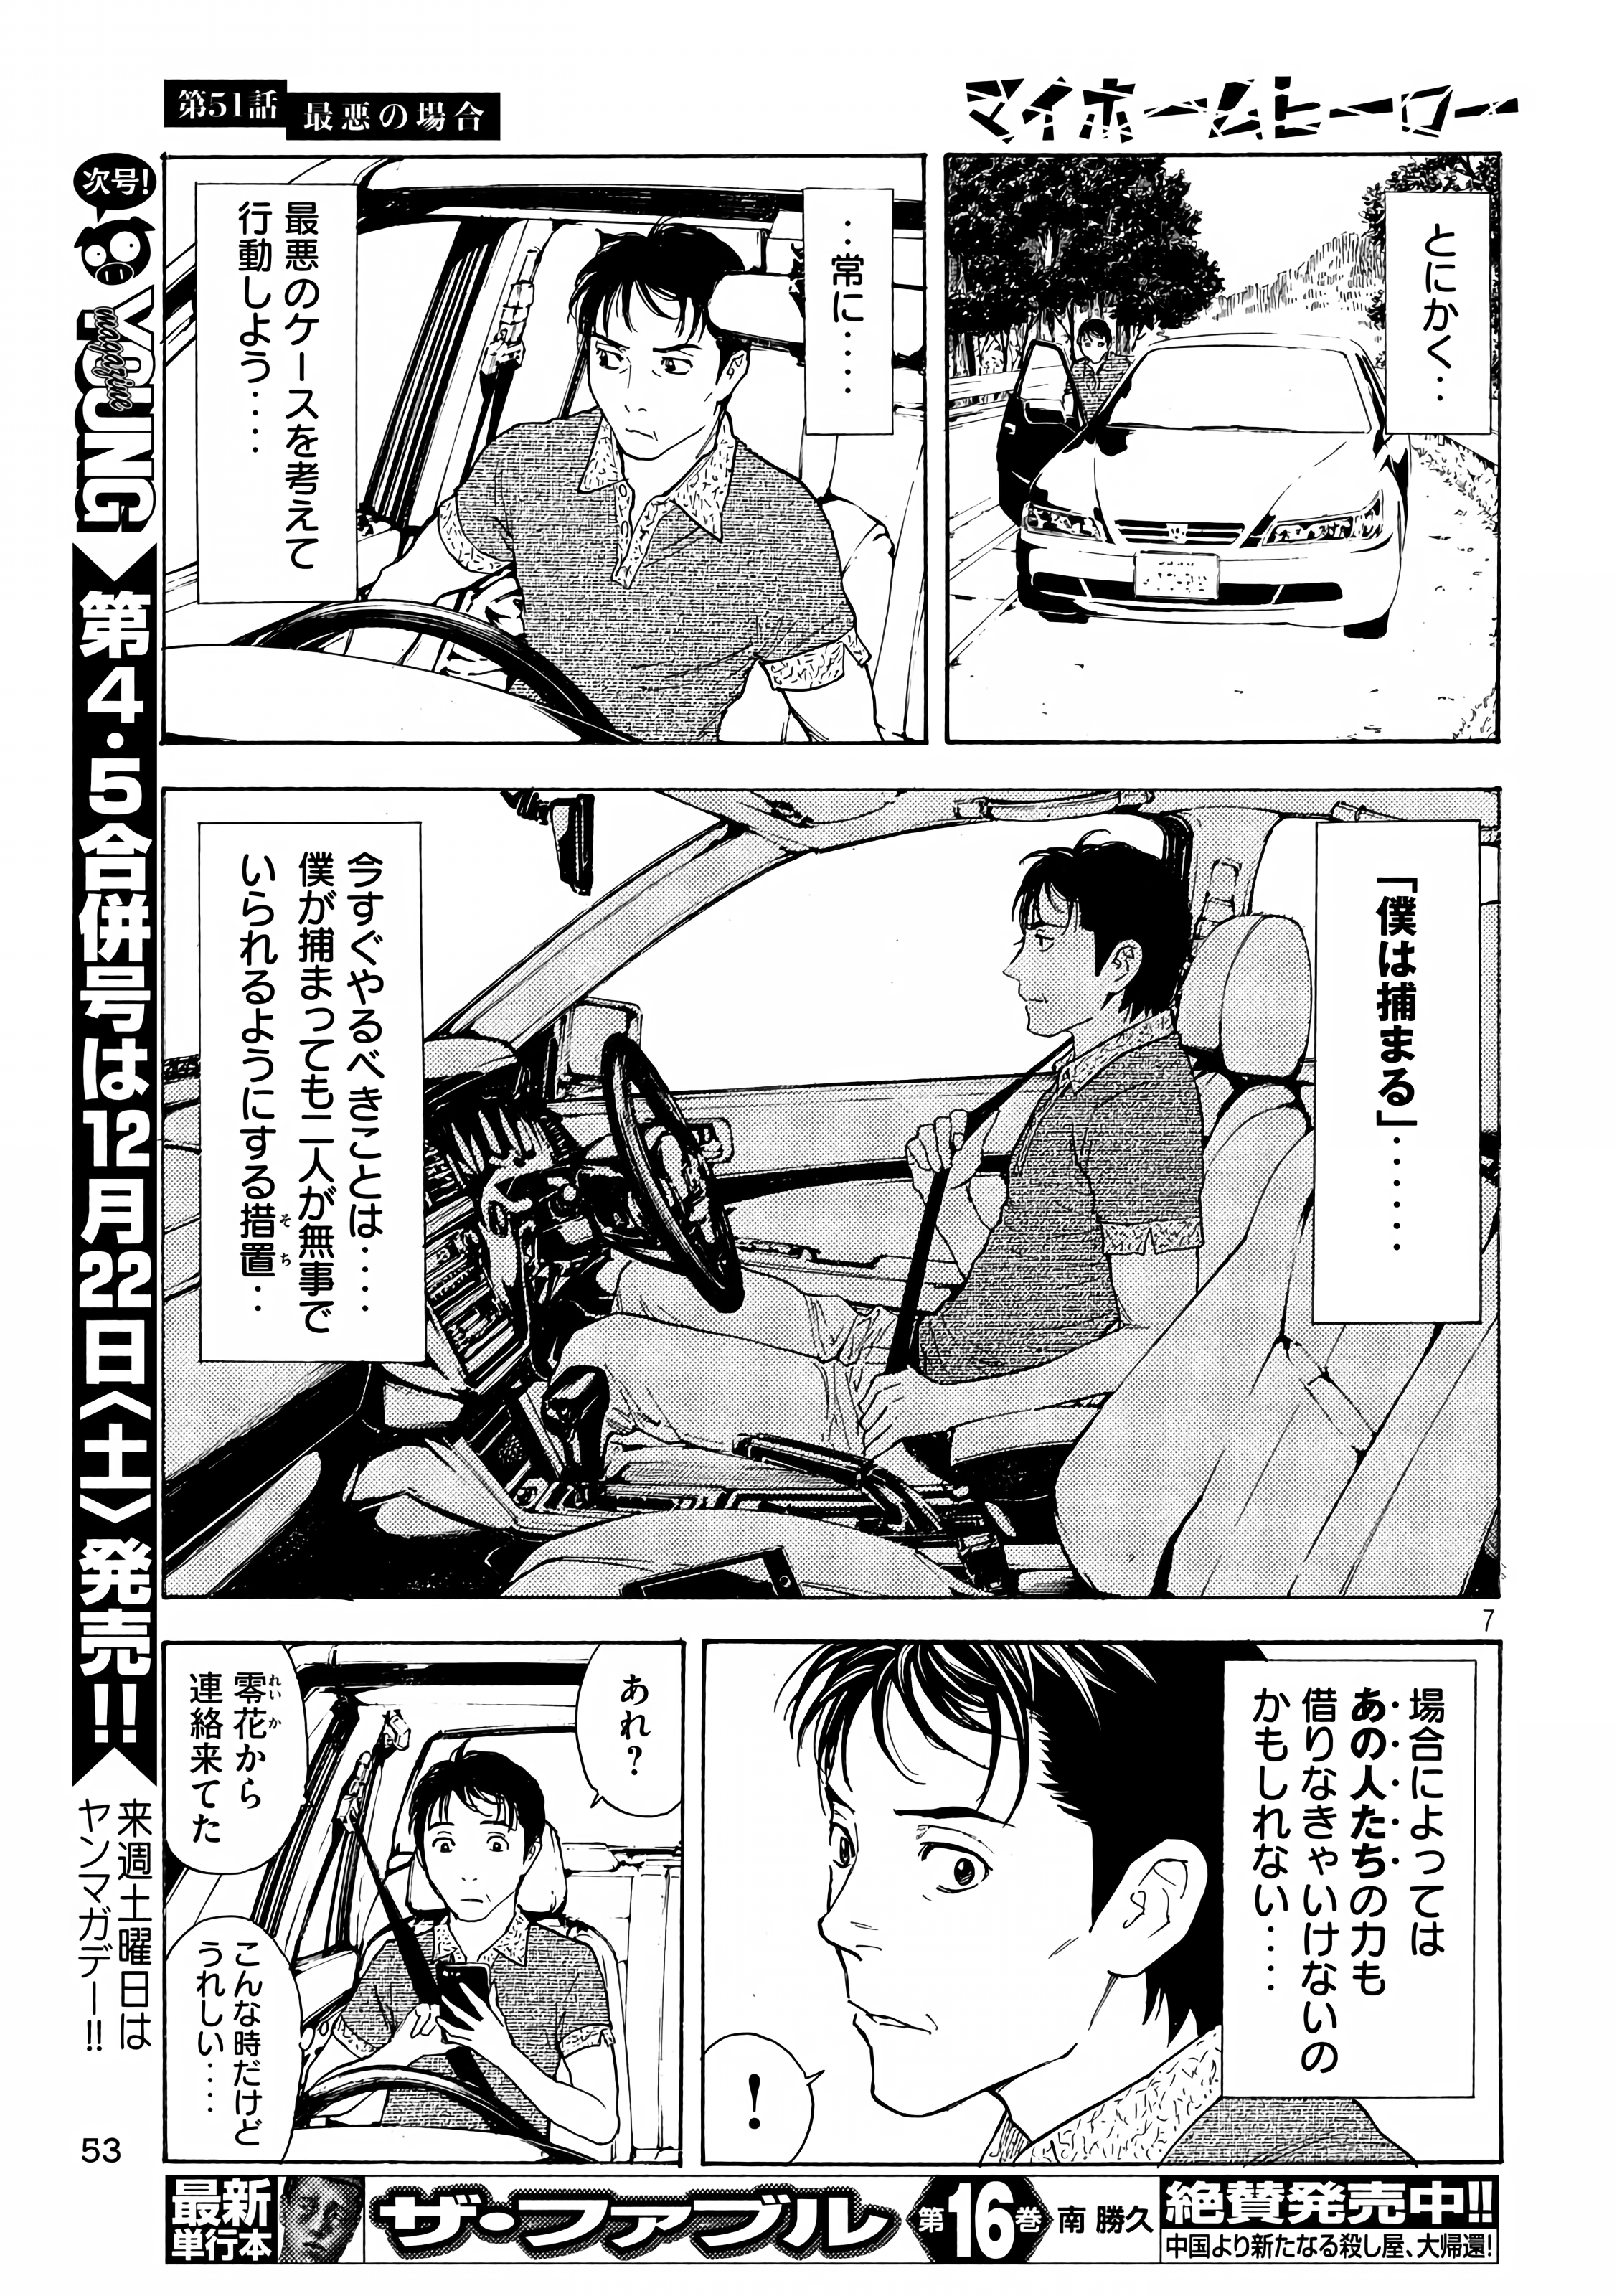 マイホームヒーロー
第51話
最悪の場合
とにかく‥
‥常に‥‥
最悪のケースを考えて
行動しよう‥‥
「僕は捕まる」‥‥‥
今すぐやるべきことは‥‥
僕が捕まっても二人が無事で
いられるようにする措置‥
そち
7
場合によっては
あの人たちの力も
借りなきゃいけないの
かもしれない‥‥
!
あれ?
零花から
れいか
連絡来てた
こんな時だけど
うれしい‥‥
次号!
YOUNG
magazine
第4・5合併号は12月22日〈土〉発売!!
来週土曜日は
ヤンマガデー!!
53
最新
単行本
ザ・ファブル
第16巻
南 勝久
絶賛発売中!!
中国より新たなる殺し屋、大帰還!